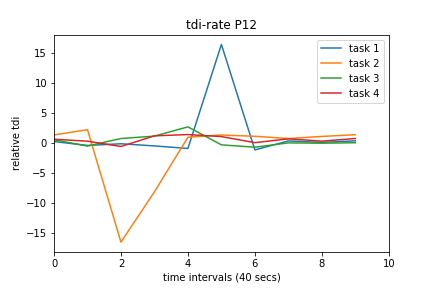 tdi-rate P12
task 1
task 2
task 3
task 4
relative tdi
15
10
5
0
−5
−10
−15
0 2 4 6 8 10
time intervals (40 secs)